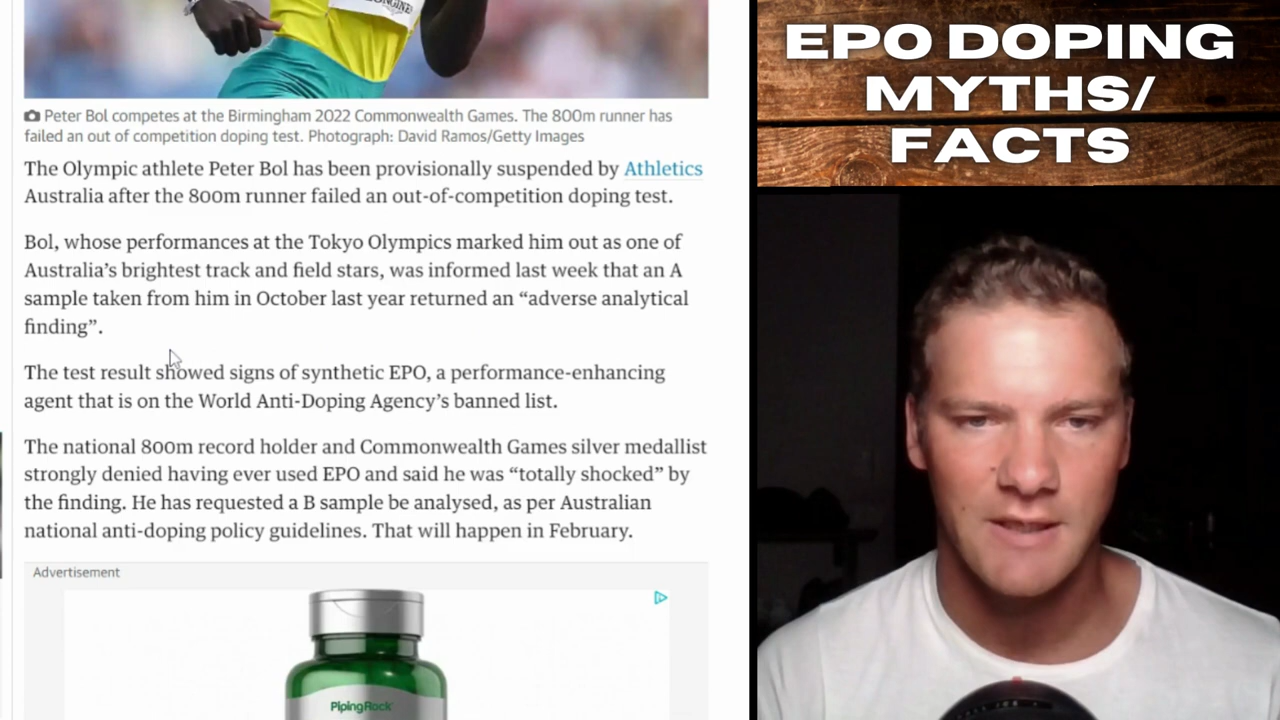 LONGINES
Peter Bol competes at the Birmingham 2022 Commonwealth Games. The 800m runner has
failed an out of competition doping test. Photograph: David Ramos/Getty Images
The Olympic athlete Peter Bol has been provisionally suspended by Athletics
Australia after the 800m runner failed an out-of-competition doping test.
Bol, whose performances at the Tokyo Olympics marked him out as one of
Australia’s brightest track and field stars, was informed last week that an A
sample taken from him in October last year returned an “adverse analytical
finding”.
The test result showed signs of synthetic EPO, a performance-enhancing
agent that is on the World Anti-Doping Agency’s banned list.
The national 800m record holder and Commonwealth Games silver medallist
strongly denied having ever used EPO and said he was “totally shocked” by
the finding. He has requested a B sample be analysed, as per Australian
national anti-doping policy guidelines. That will happen in February.
Advertisement
PipingRock
EPO DOPING
MYTHS/
FACTS